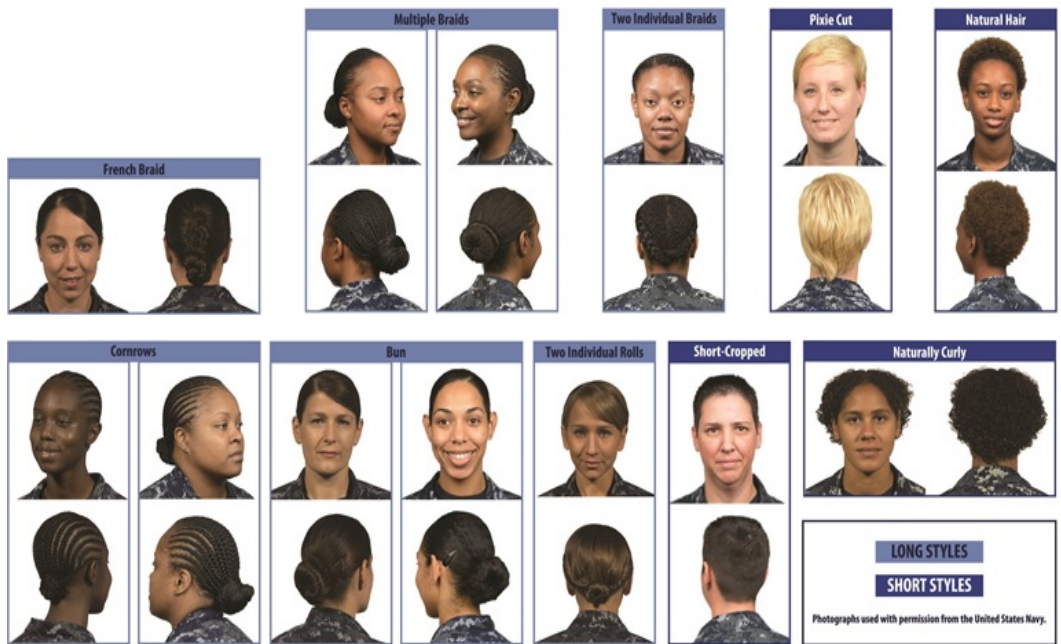 Multiple Braids
Two Individual Braids
Pixie Cut
Natural Hair
French Braid
Cornrows
Bun
Two Individual Rolls
Short-Cropped
Naturally Curly
LONG STYLES
SHORT STYLES
Photographs used with permission from the United States Navy.